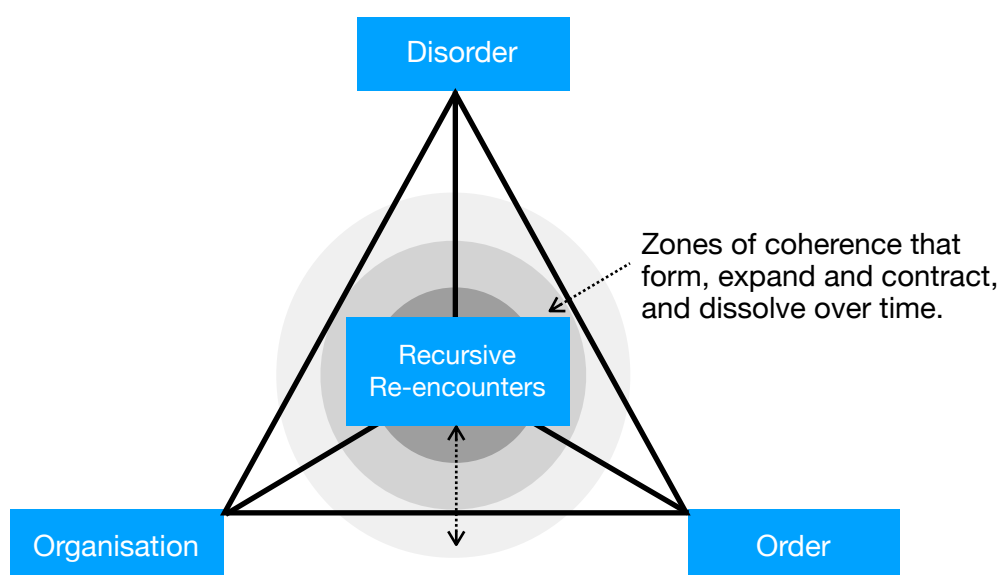 Disorder
Zones of coherence that
form, expand and contract,
and dissolve over time.
Recursive
Re-encounters
Organisation
Order